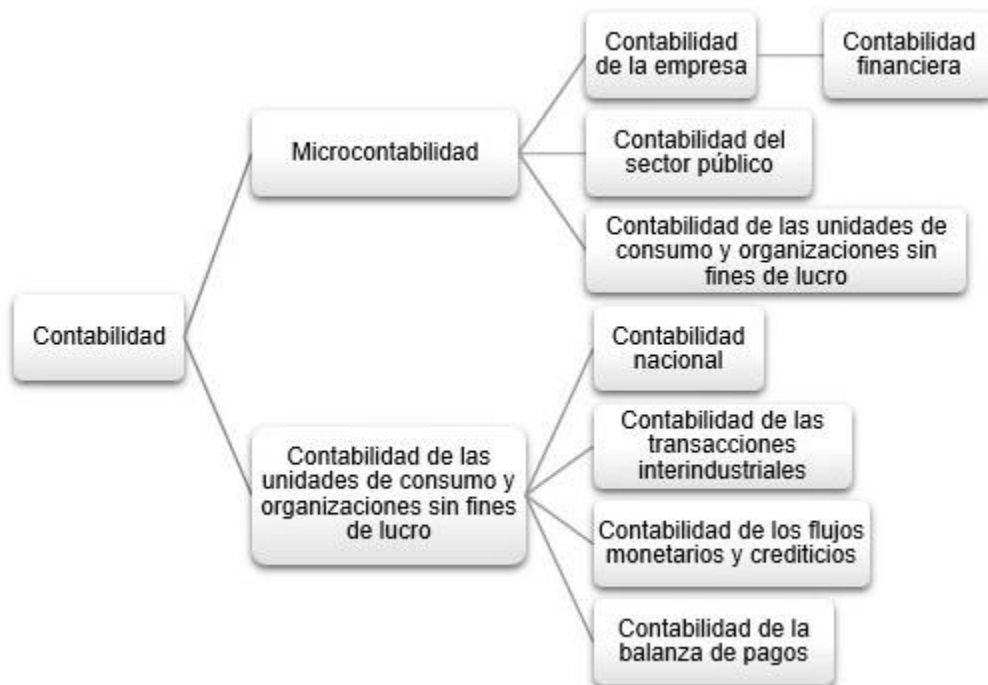 Contabilidad
Microcontabilidad
Contabilidad
de la empresa
Contabilidad
financiera
Contabilidad del
sector público
Contabilidad de las unidades de
consumo y organizaciones sin
fines de lucro
Contabilidad de las
unidades de consumo y
organizaciones sin fines
de lucro
Contabilidad
nacional
Contabilidad de las
transacciones
interindustriales
Contabilidad de los flujos
monetarios y crediticios
Contabilidad de la
balanza de pagos